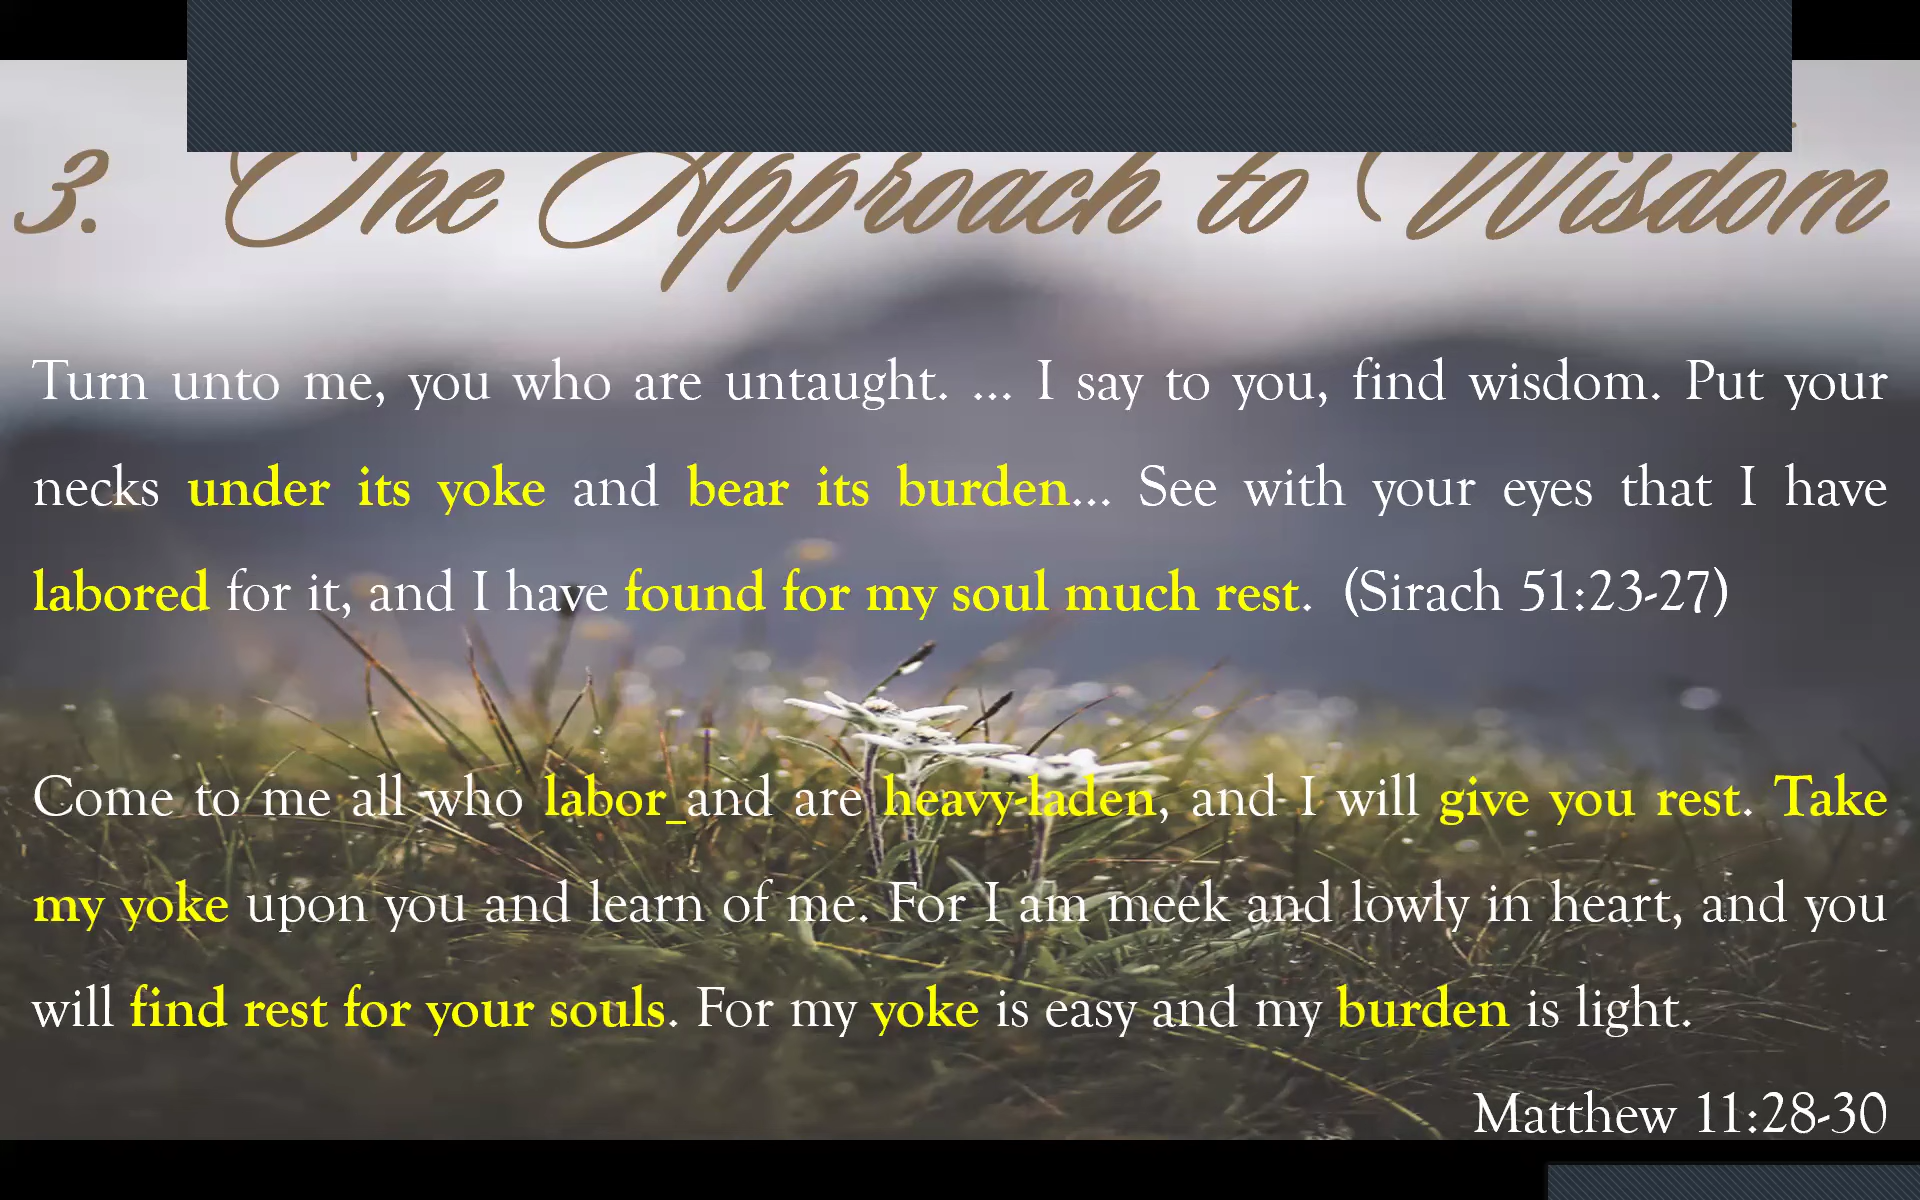 3. The Approach to Wisdom
Turn unto me, you who are untaught. ... I say to you, find wisdom. Put your
necks under its yoke and bear its burden... See with your eyes that I have
labored for it, and I have found for my soul much rest. (Sirach 51:23-27)
Come to me all who labor_and are heavy-laden, and I will give you rest. Take
my yoke upon you and learn of me. For I am meek and lowly in heart, and you
will find rest for your souls. For my yoke is easy and my burden is light.
Matthew 11:28-30